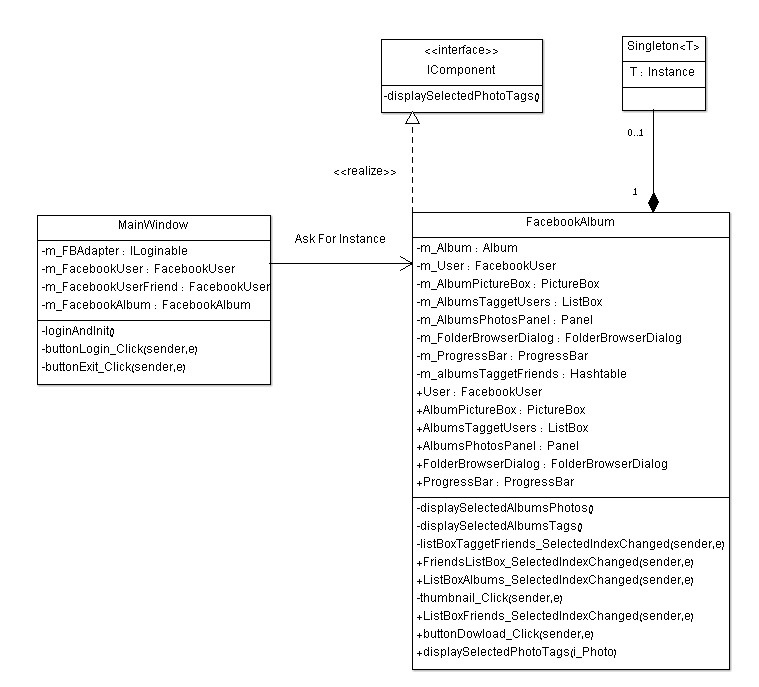 <<interface>>
IComponent
-displaySelectedPhotoTags()
Singleton<T>
T : Instance
0..1
1
<<realize>>
Ask For Instance
MainWindow
-m_FBAdapter : ILoginable
-m_FacebookUser : FacebookUser
-m_FacebookUserFriend : FacebookUser
-m_FacebookAlbum : FacebookAlbum
-loginAndInit()
-buttonLogin_Click(sender,e)
-buttonExit_Click(sender,e)
FacebookAlbum
-m_Album : Album
-m_User : FacebookUser
-m_AlbumPictureBox : PictureBox
-m_AlbumsTaggetUsers : ListBox
-m_AlbumsPhotosPanel : Panel
-m_FolderBrowserDialog : FolderBrowserDialog
-m_ProgressBar : ProgressBar
-m_albumsTaggetFriends : Hashtable
+User : FacebookUser
+AlbumPictureBox : PictureBox
+AlbumsTaggetUsers : ListBox
+AlbumsPhotosPanel : Panel
+FolderBrowserDialog : FolderBrowserDialog
+ProgressBar : ProgressBar
-displaySelectedAlbumsPhotos()
-displaySelectedAlbumsTags()
-listBoxTaggetFriends_SelectedIndexChanged(sender,e)
+FriendsListBox_SelectedIndexChanged(sender,e)
+ListBoxAlbums_SelectedIndexChanged(sender,e)
-thumbnail_Click(sender,e)
+ListBoxFriends_SelectedIndexChanged(sender,e)
+buttonDowload_Click(sender,e)
+displaySelectedPhotoTags(i_Photo)